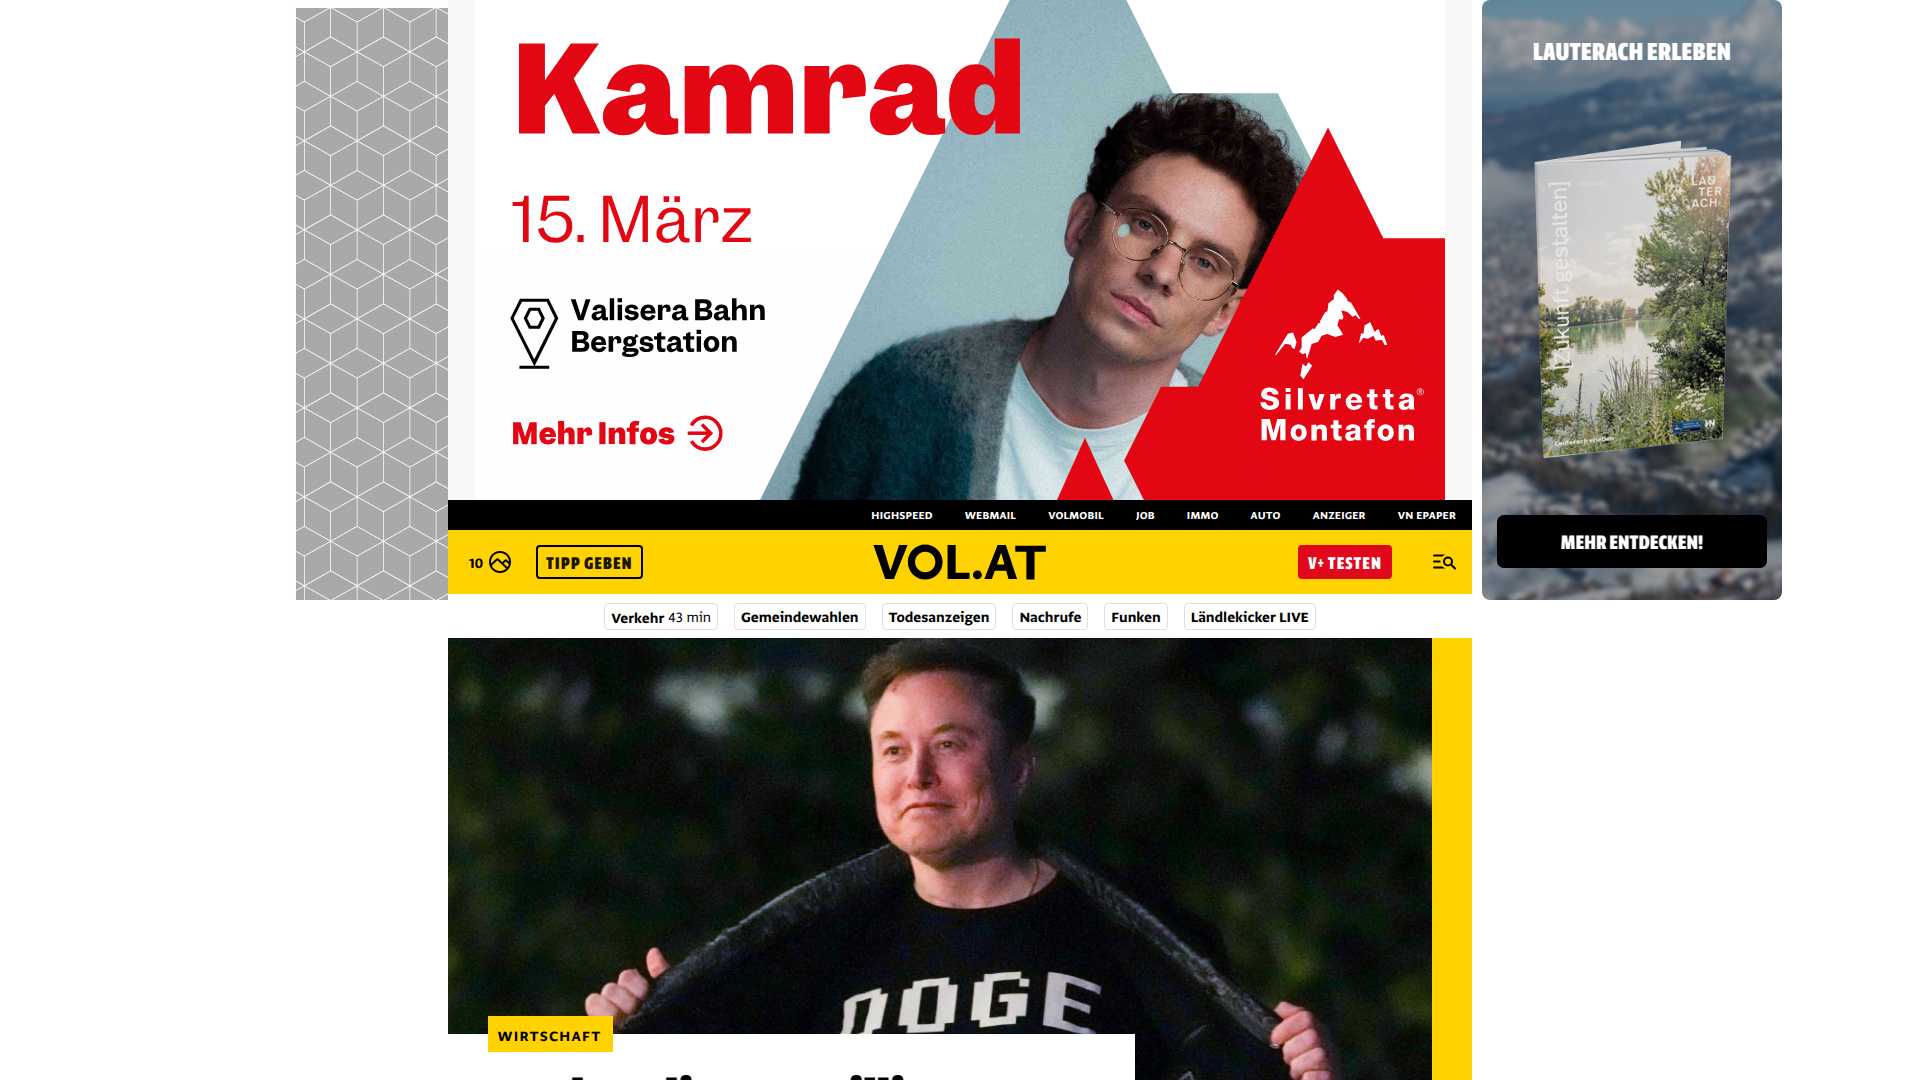 Kamrad
15. März
Valisera Bahn
Bergstation
Mehr Infos
Silvretta®
Montafon
LAUTERACH ERLEBEN
LAU
TER
ACH
[Zukunft gestalten]
VN
MEHR ENTDECKEN!
HIGHSPEED WEBMAIL VOLMOBIL JOB IMMO AUTO ANZEIGER VN EPAPER
10 TIPP GEBEN VOL.AT V+ TESTEN
Verkehr 43 min Gemeindewahlen Todesanzeigen Nachrufe Funken Ländlekicker LIVE
DOGE
WIRTSCHAFT